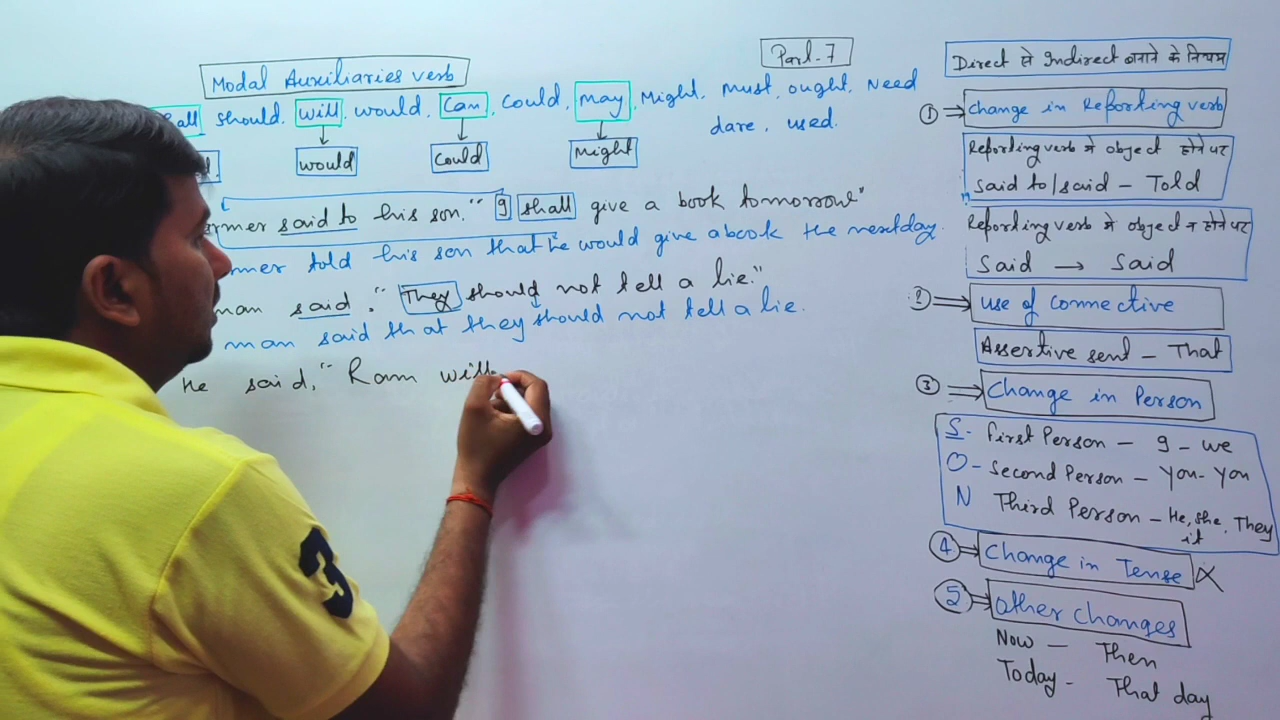 Part-7
Modal Auxiliaries verb
should, will, would, Can, Could, May, Might, Must, ought, Need
dare, used.
would Could Might
said to his son, " I shall give a book tomorrow"
told his son that he would give a book the next day.
man said, " They should not tell a lie."
man said that they should not tell a lie.
He said, " Ram will
Direct से Indirect बनाने के नियम
① Change in Reporting verb
Reporting verb मे object होने पर
Said to/said - Told
Reporting verb मे object न होने पर
Said → Said
② use of connective
Assertive sent - That
③ Change in Person
S- First Person - I - we
O- Second Person - You - You
N Third Person - He, she, They
it
④ Change in Tense X
⑤ other changes
Now - Then
Today - That day
3